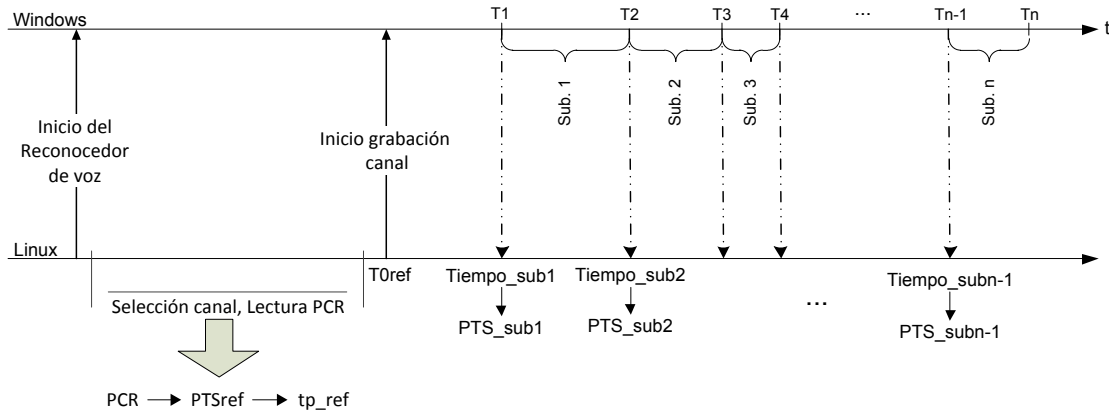 Windows
T1 T2 T3 T4 ... Tn-1 Tn
t
Sub. 1
Sub. 2
Sub. 3
Sub. n
Inicio del
Reconocedor
de voz
Inicio grabación
canal
Linux
T0ref
Tiempo_sub1
Tiempo_sub2
Tiempo_subn-1
Selección canal, Lectura PCR
PTS_sub1
PTS_sub2
...
PTS_subn-1
PCR PTSref tp_ref